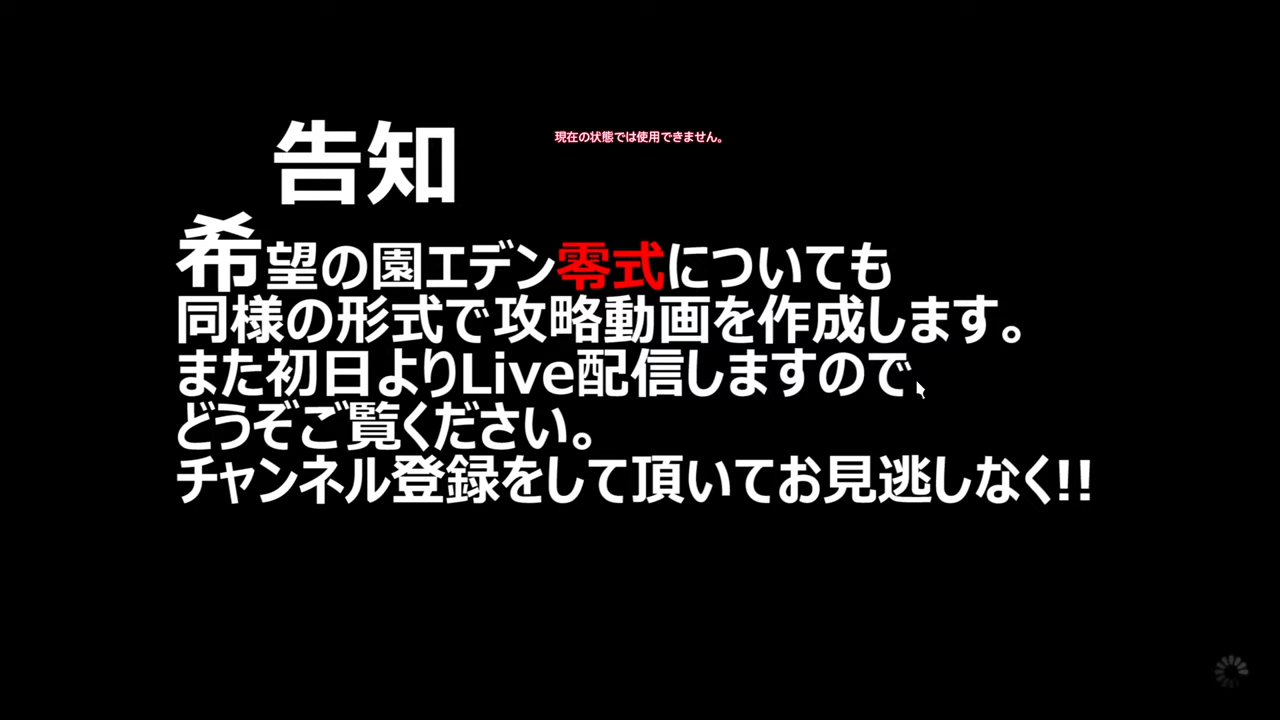 告知
現在の状態では使用できません。
希望の園エデン零式についても
同様の形式で攻略動画を作成します。
また初日よりLive配信しますので、
どうぞご覧ください。
チャンネル登録をして頂いてお見逃しなく!!